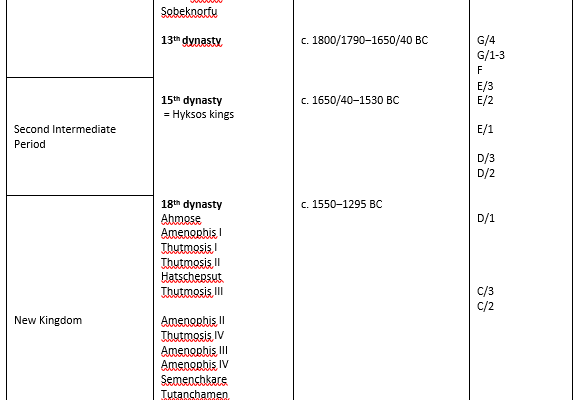 Sobeknorfu
13th dynasty c. 1800/1790–1650/40 BC G/4
G/1-3
F
E/3
15th dynasty c. 1650/40–1530 BC E/2
= Hyksos kings
Second Intermediate E/1
Period
D/3
D/2
18th dynasty c. 1550–1295 BC
Ahmose D/1
Amenophis I
Thutmosis I
Thutmosis II
Hatschepsut
Thutmosis III C/3
C/2
New Kingdom Amenophis II
Thutmosis IV
Amenophis III
Amenophis IV
Semenchkare
Tutanchamen